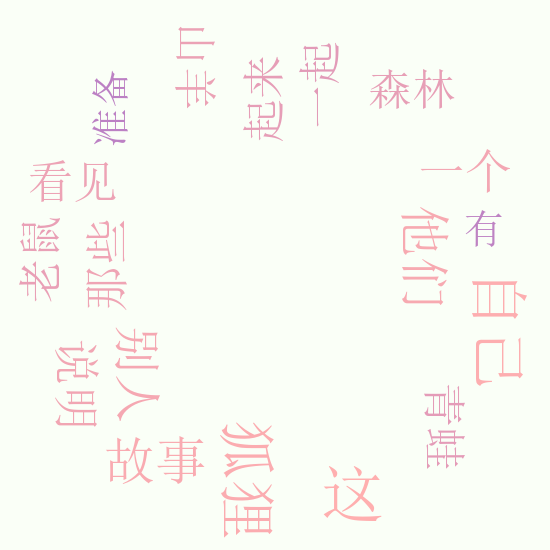 山羊
一起
起来
森林
准备
一个
看见
有
他们
老鼠
那些
自己
别人
说明
青蛙
故事
狐狸
这